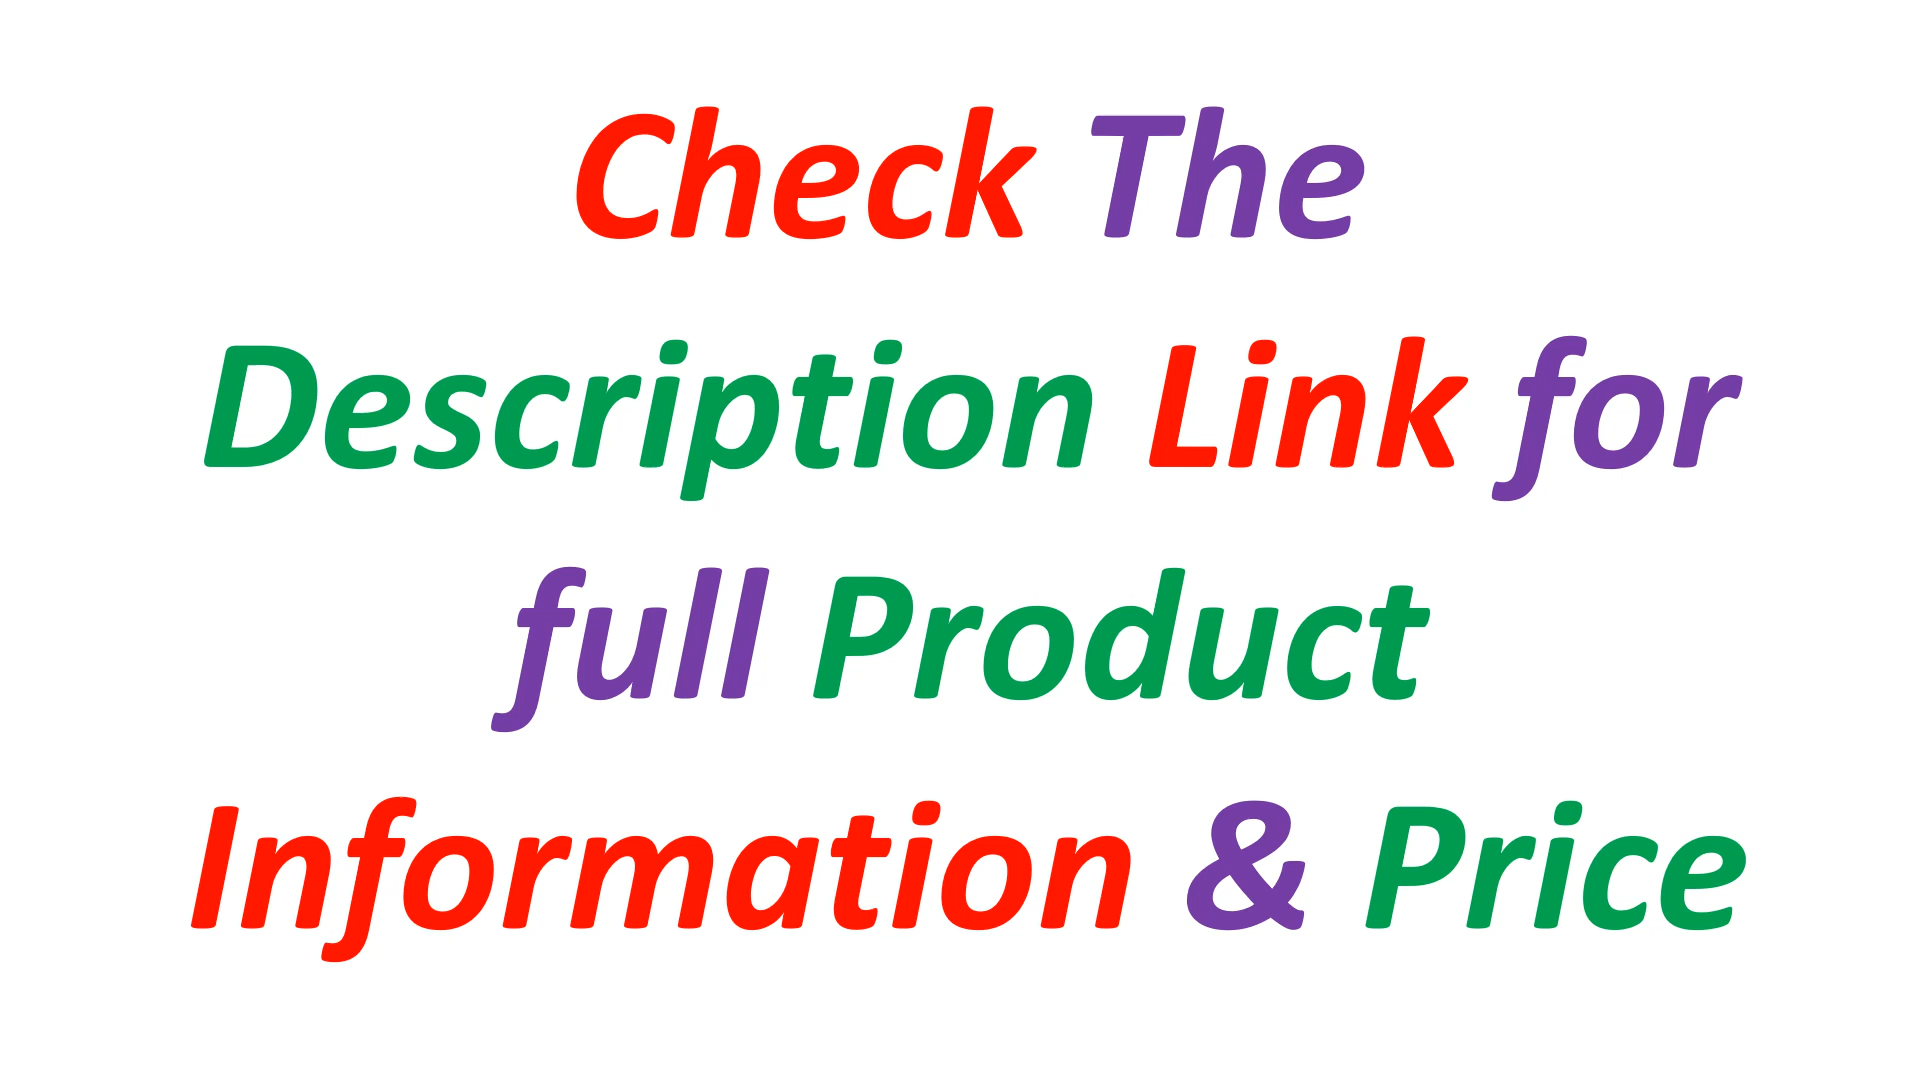 Check The
Description Link for
full Product
Information & Price